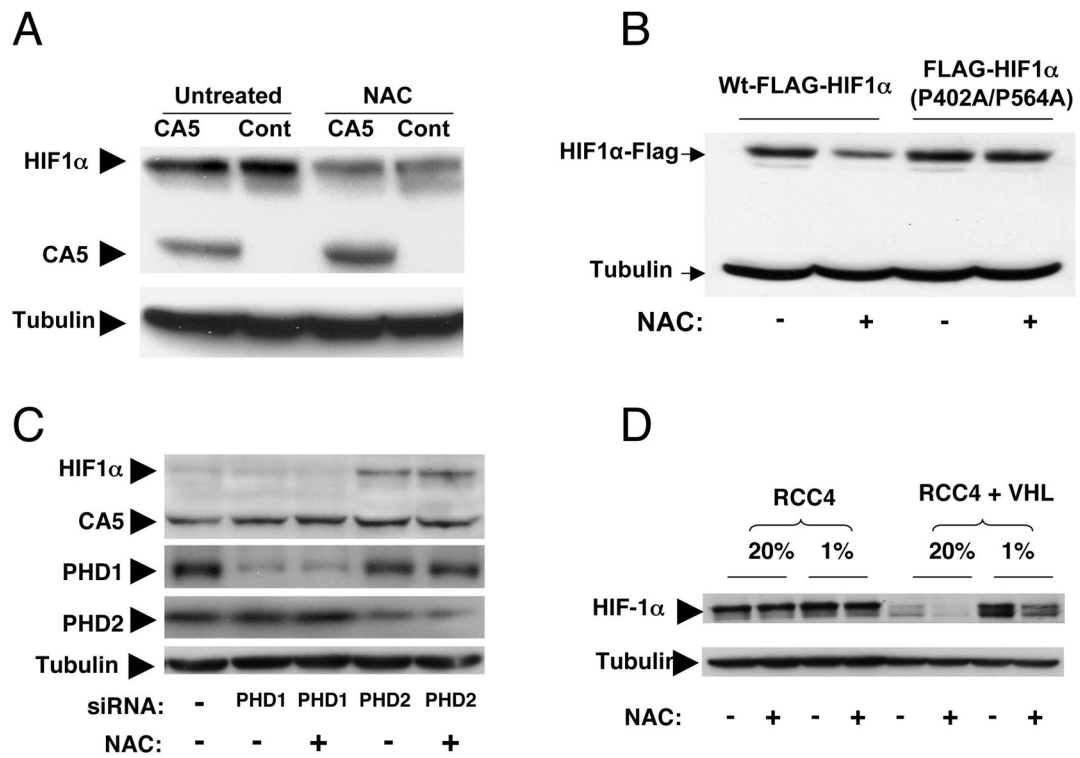 A
Untreated NAC
CA5 Cont CA5 Cont
HIF1α
CA5
Tubulin
B
Wt-FLAG-HIF1α
FLAG-HIF1α
(P402A/P564A)
HIF1α-Flag
Tubulin
NAC: - + - +
C
HIF1α
CA5
PHD1
PHD2
Tubulin
siRNA: - PHD1 PHD1 PHD2 PHD2
NAC: - - + - +
D
RCC4 RCC4 + VHL
20% 1% 20% 1%
HIF-1α
Tubulin
NAC: - + - + - + - +